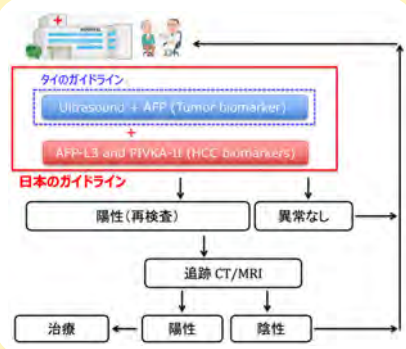 HOSPITAL
タイのガイドライン
Ultrasound + AFP (Tumor biomarker)
+
AFP-L3 and PIVKA-II (HCC biomarkers)
日本のガイドライン
陽性(再検査)
異常なし
追跡 CT/MRI
治療
陽性
陰性